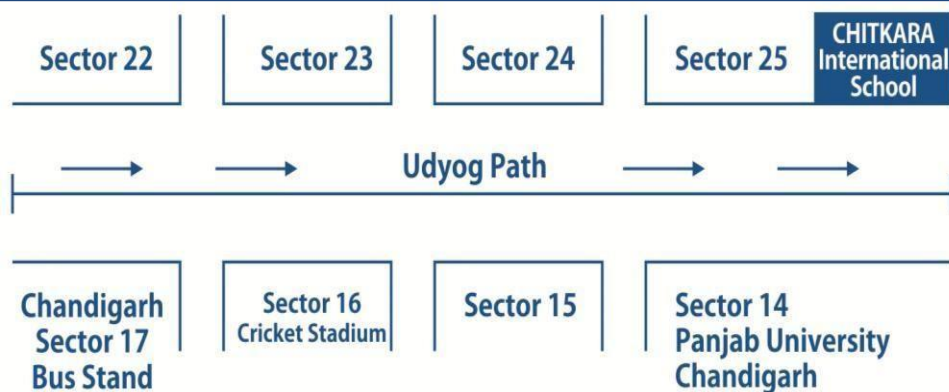 Sector 22
Sector 23
Sector 24
Sector 25
CHITKARA
International
School
Udyog Path
Chandigarh
Sector 17
Bus Stand
Sector 16
Cricket Stadium
Sector 15
Sector 14
Panjab University
Chandigarh